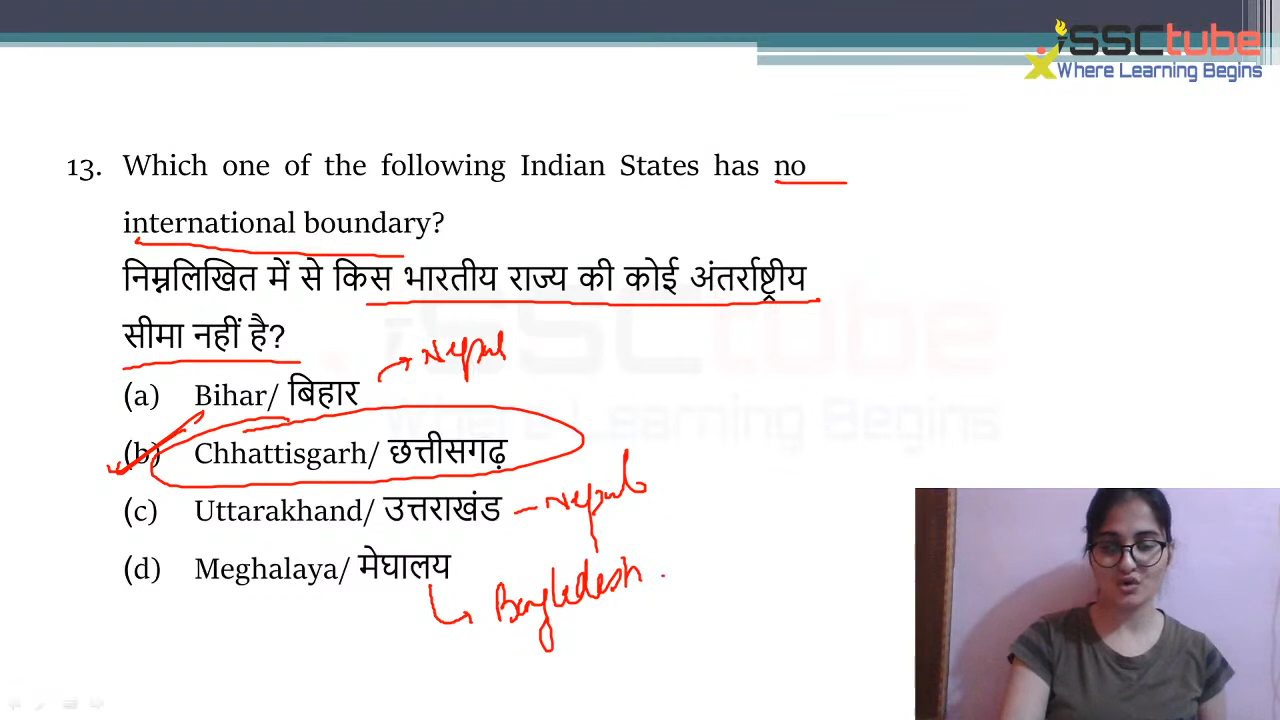 iSSCtube
Where Learning Begins
13. Which one of the following Indian States has no
international boundary?
निम्नलिखित में से किस भारतीय राज्य की कोई अंतर्राष्ट्रीय
सीमा नहीं है?
(a) Bihar/ बिहार → Nepal
(b) Chhattisgarh/ छत्तीसगढ़
(c) Uttarakhand/ उत्तराखंड – Nepal
(d) Meghalaya/ मेघालय
Bangladesh.